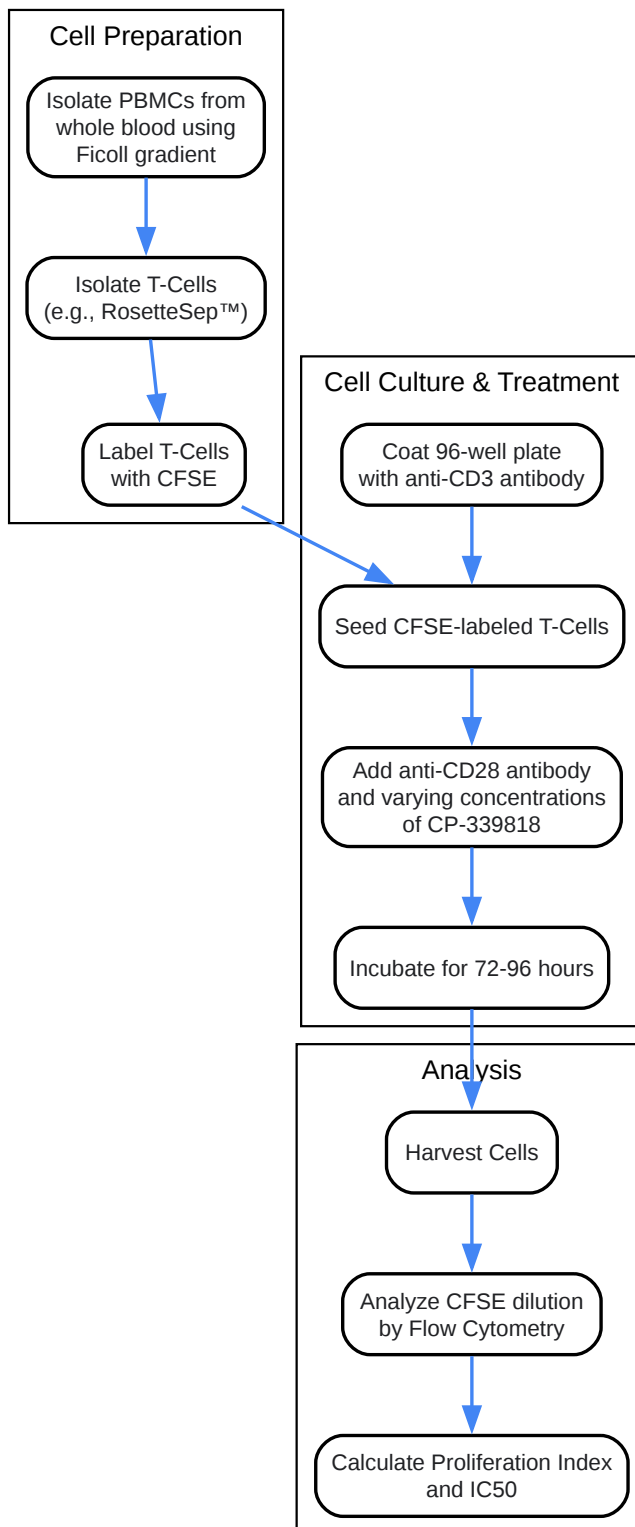 Cell Preparation
Isolate PBMCs from
whole blood using
Ficoll gradient
Isolate T-Cells
(e.g., RosetteSep™)
Label T-Cells
with CFSE
Cell Culture & Treatment
Coat 96-well plate
with anti-CD3 antibody
Seed CFSE-labeled T-Cells
Add anti-CD28 antibody
and varying concentrations
of CP-339818
Incubate for 72-96 hours
Analysis
Harvest Cells
Analyze CFSE dilution
by Flow Cytometry
Calculate Proliferation Index
and IC50